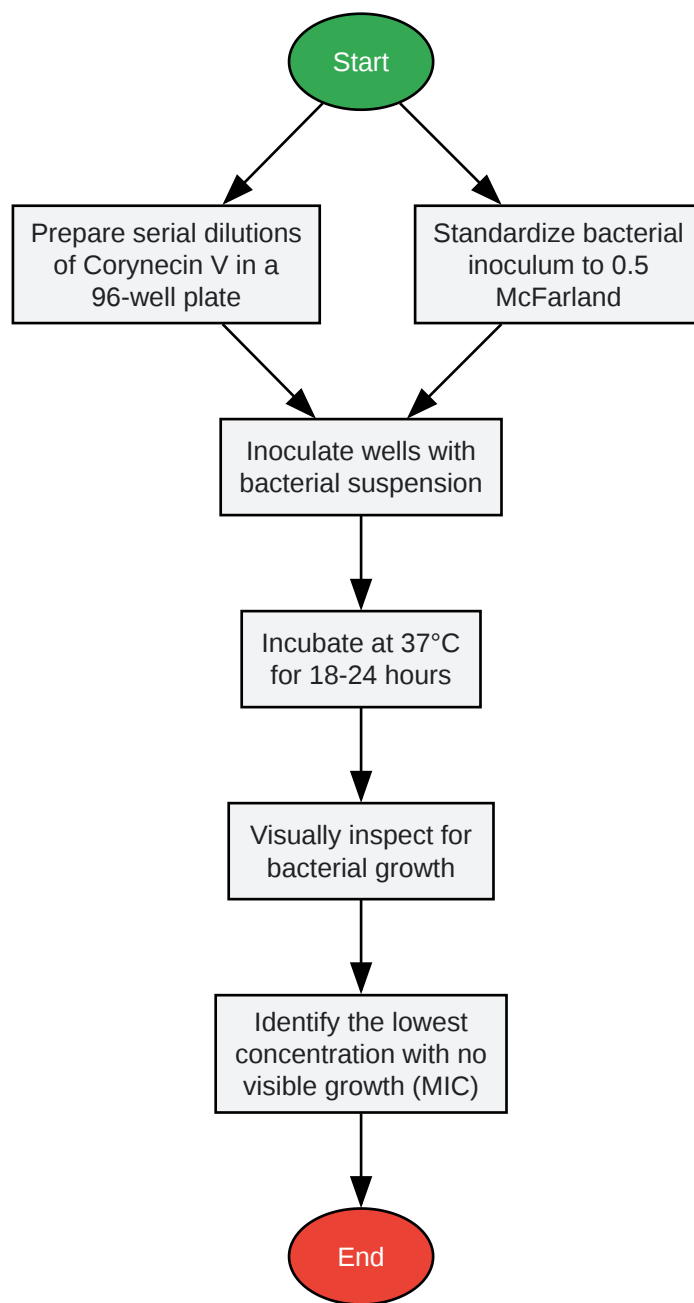 Start
Prepare serial dilutions
of Corynecin V in a
96-well plate
Standardize bacterial
inoculum to 0.5
McFarland
Inoculate wells with
bacterial suspension
Incubate at 37°C
for 18-24 hours
Visually inspect for
bacterial growth
Identify the lowest
concentration with no
visible growth (MIC)
End